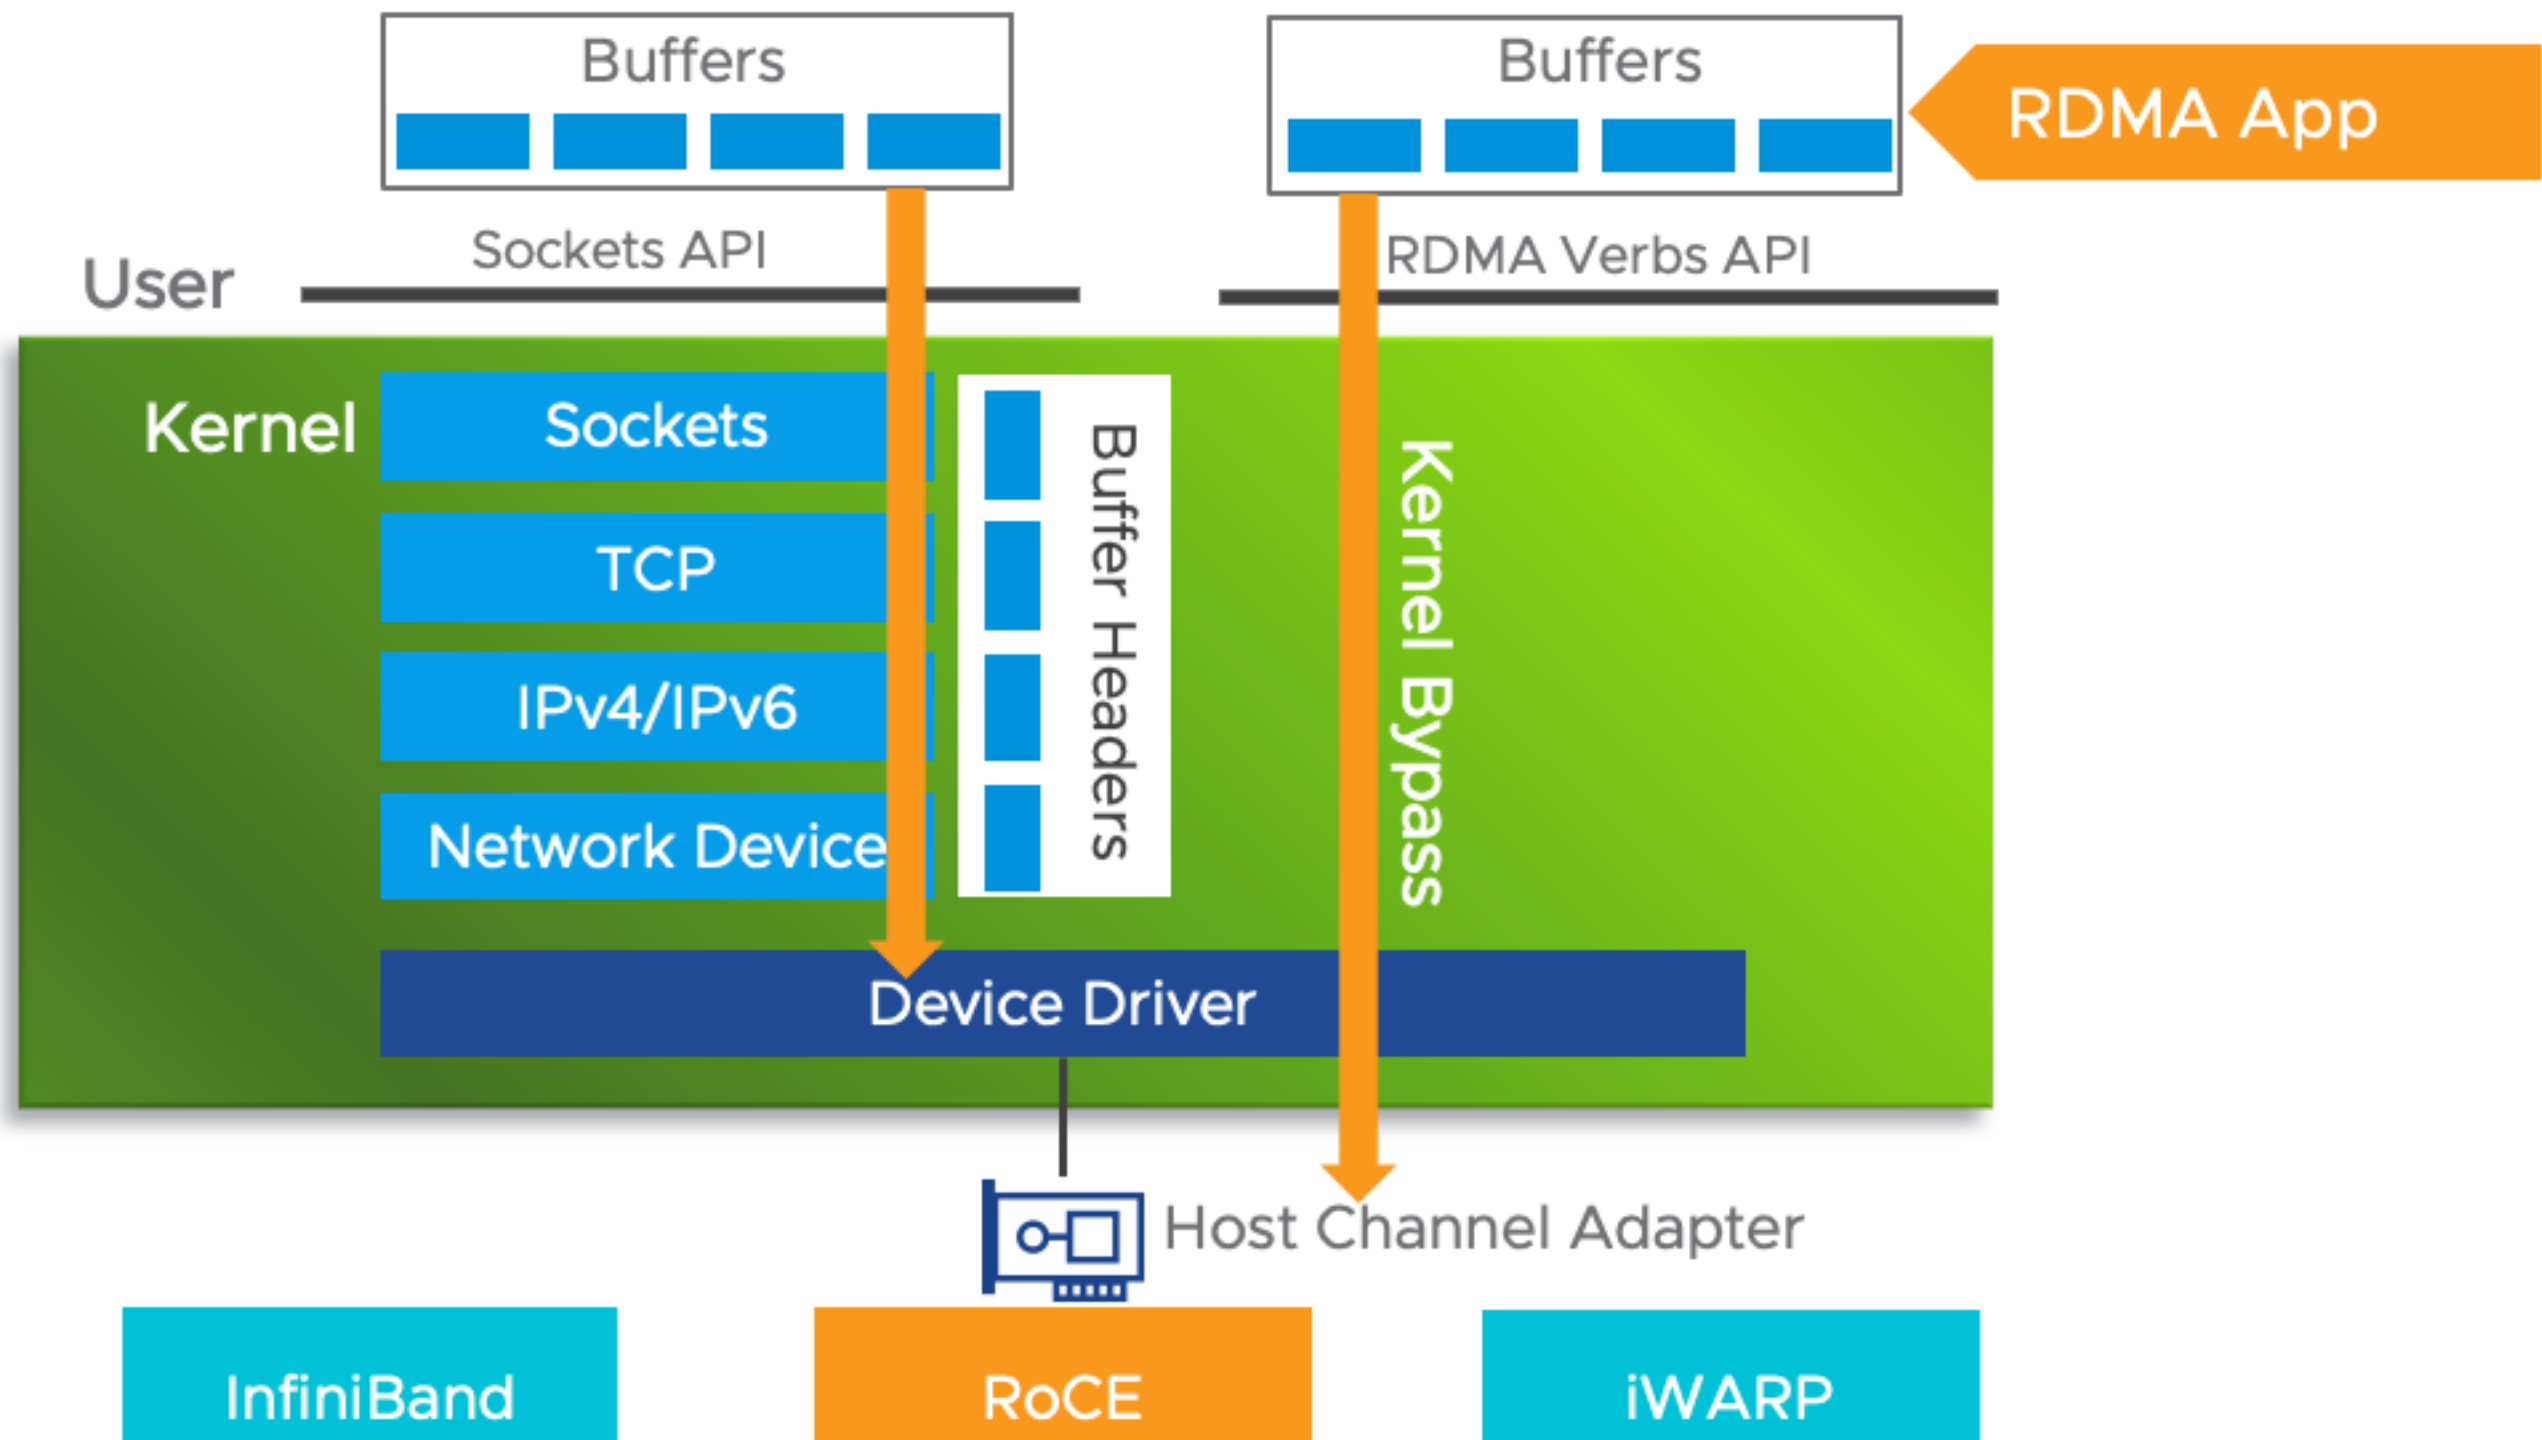 Buffers
Buffers
RDMA App
Sockets API
RDMA Verbs API
User
Kernel
Sockets
TCP
IPv4/IPv6
Network Device
Buffer Headers
Kernel Bypass
Device Driver
Host Channel Adapter
InfiniBand
RoCE
iWARP